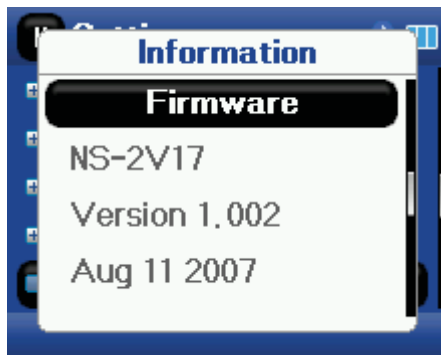 Information
Firmware
NS-2V17
Version 1.002
Aug 11 2007